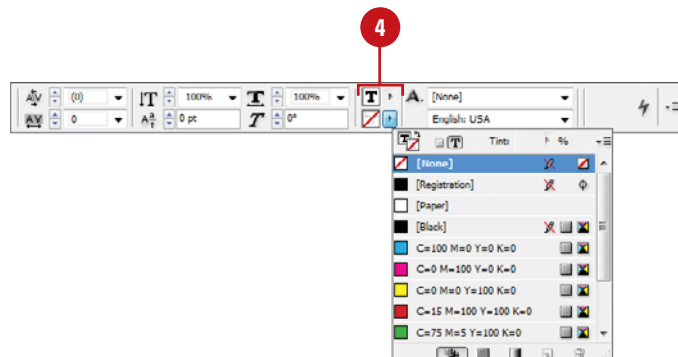 4
(0) 100% 100% [None]
0 0 pt 0° English: USA
Tint: %
[None]
[Registration]
[Paper]
[Black]
C=100 M=0 Y=0 K=0
C=0 M=100 Y=0 K=0
C=0 M=0 Y=100 K=0
C=15 M=100 Y=100 K=0
C=75 M=5 Y=100 K=0